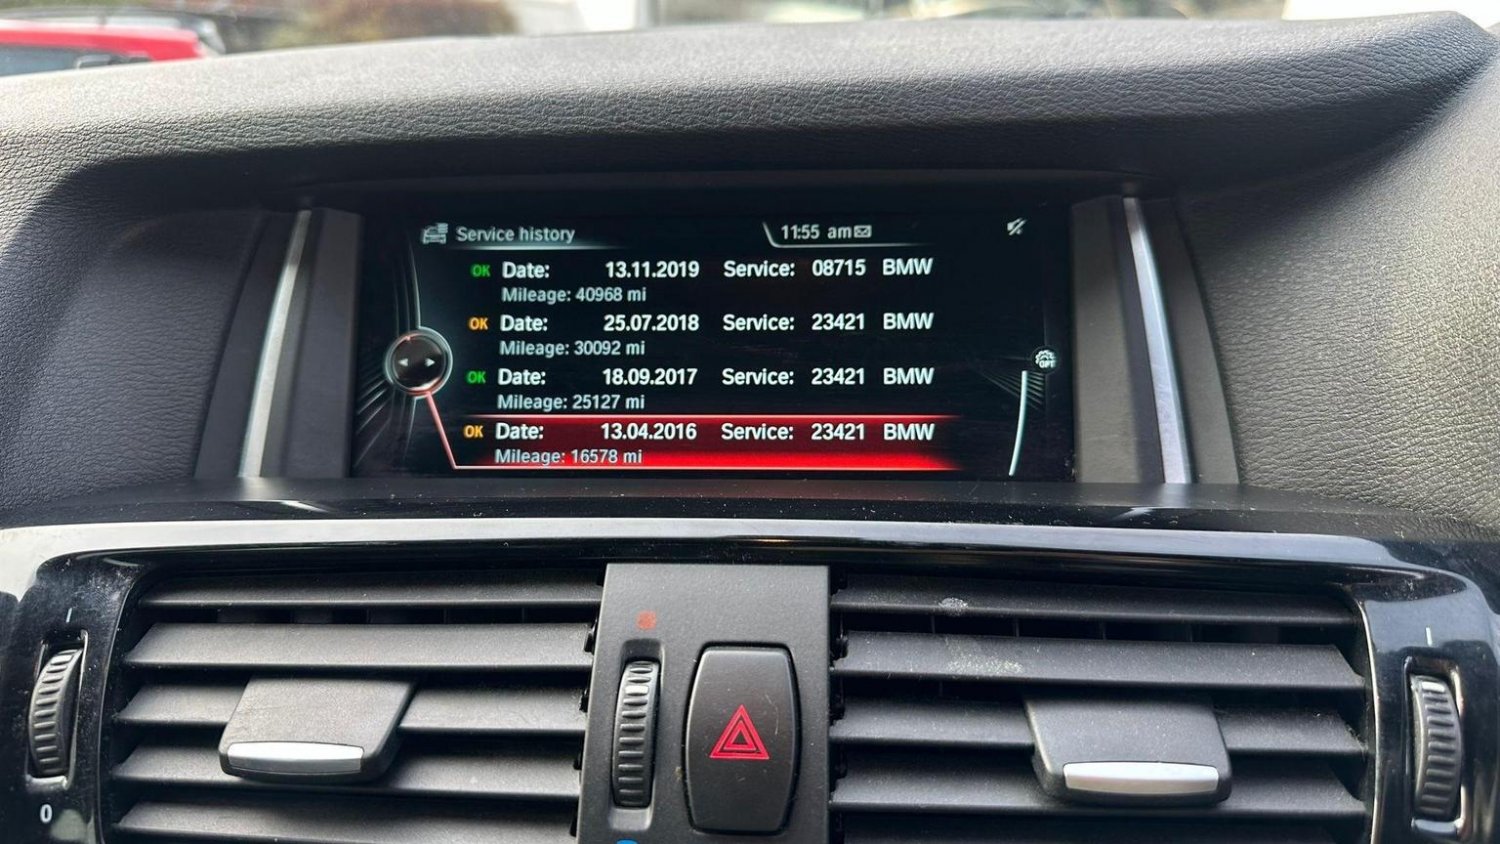 Service history 11:55 am
OK Date: 13.11.2019 Service: 08715 BMW
Mileage: 40968 mi
OK Date: 25.07.2018 Service: 23421 BMW
Mileage: 30092 mi
OK Date: 18.09.2017 Service: 23421 BMW
Mileage: 25127 mi
OK Date: 13.04.2016 Service: 23421 BMW
Mileage: 16578 mi
OPT
0